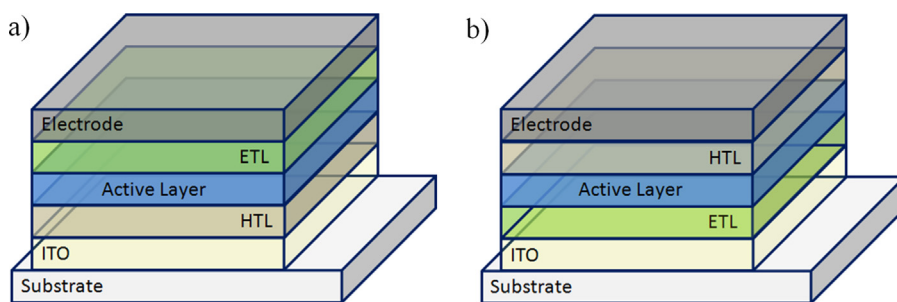 a)
Electrode
ETL
Active Layer
HTL
ITO
Substrate
b)
Electrode
HTL
Active Layer
ETL
ITO
Substrate